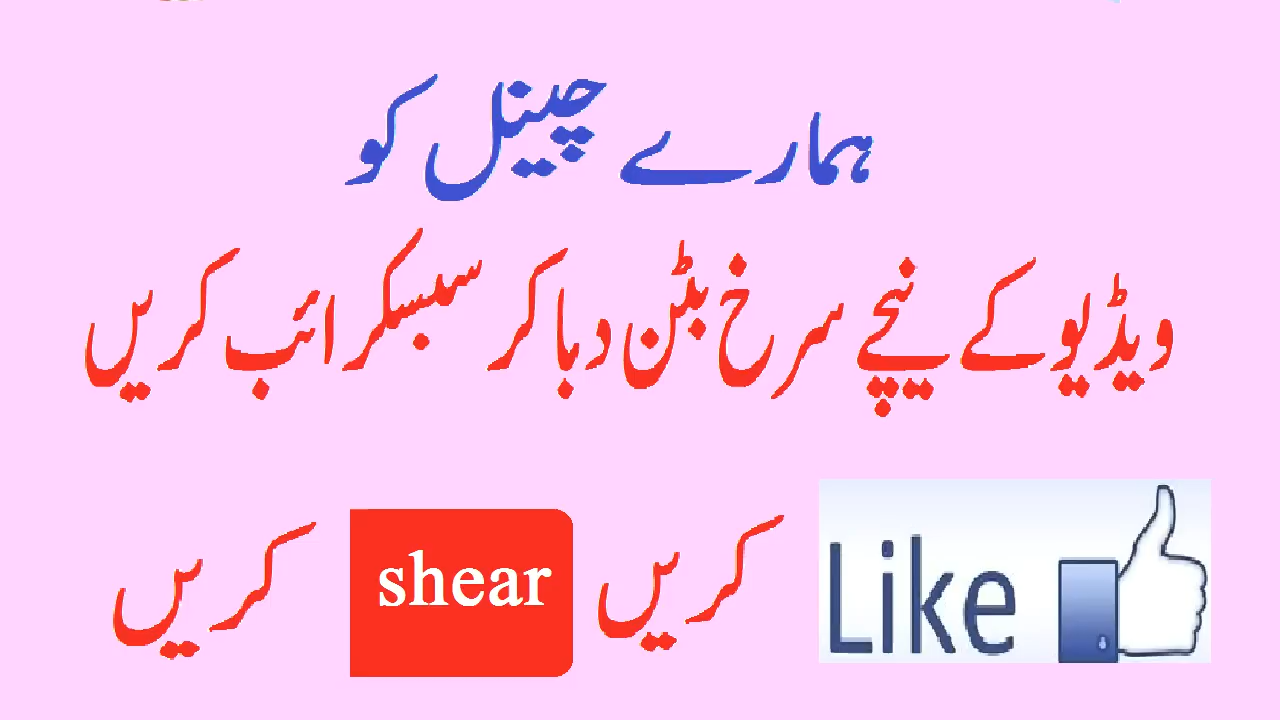 ہمارے چینل کو
ویڈیو کے نیچے سرخ بٹن دبا کر سبسکرائب کریں
Like کریں shear کریں